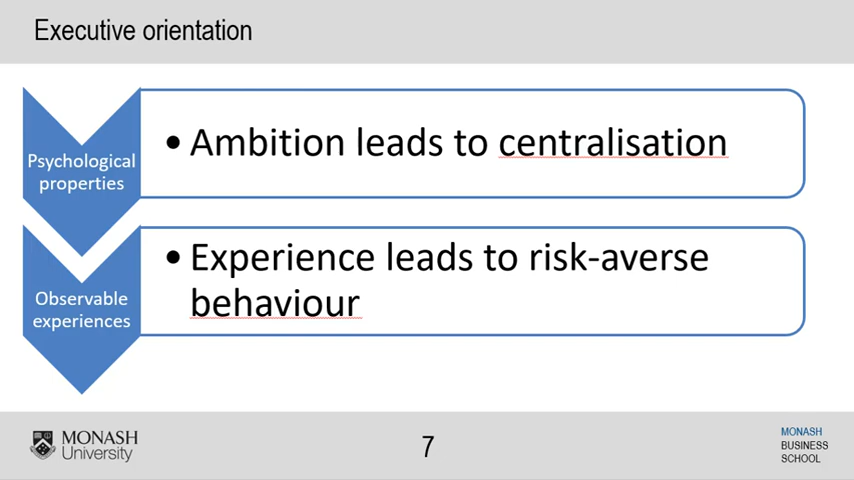 Executive orientation
Psychological
properties
• Ambition leads to centralisation
Observable
experiences
• Experience leads to risk-averse
behaviour
MONASH
University
7
MONASH
BUSINESS
SCHOOL